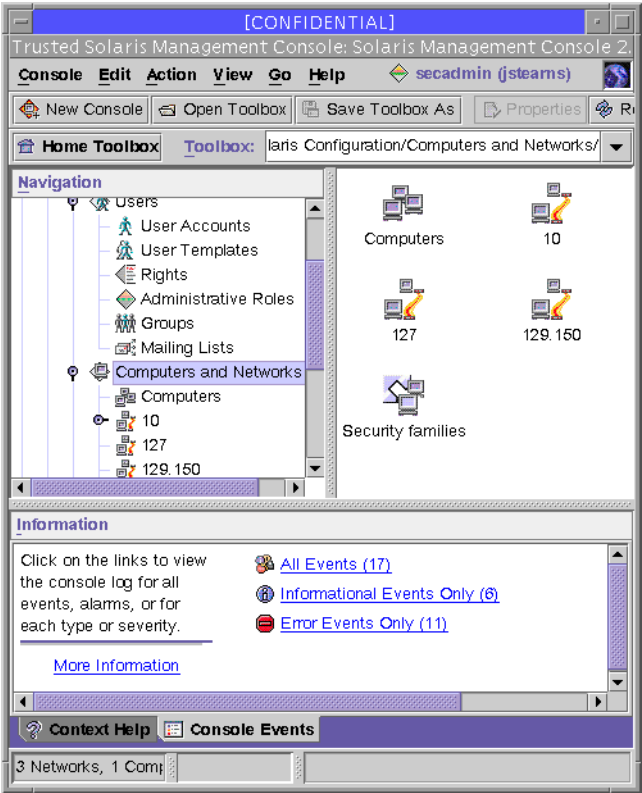 [CONFIDENTIAL]
Trusted Solaris Management Console: Solaris Management Console 2.
Console Edit Action View Go Help secadmin (jstearns)
New Console Open Toolbox Save Toolbox As Properties
Home Toolbox Toolbox: laris Configuration/Computers and Networks/
Navigation
Users
User Accounts
User Templates
Rights
Administrative Roles
Groups
Mailing Lists
Computers and Networks
Computers
10
127
129.150
Computers
10
127
129.150
Security families
Information
Click on the links to view
the console log for all
events, alarms, or for
each type or severity.
More Information
All Events (17)
Informational Events Only (6)
Error Events Only (11)
Context Help Console Events
3 Networks, 1 Comp